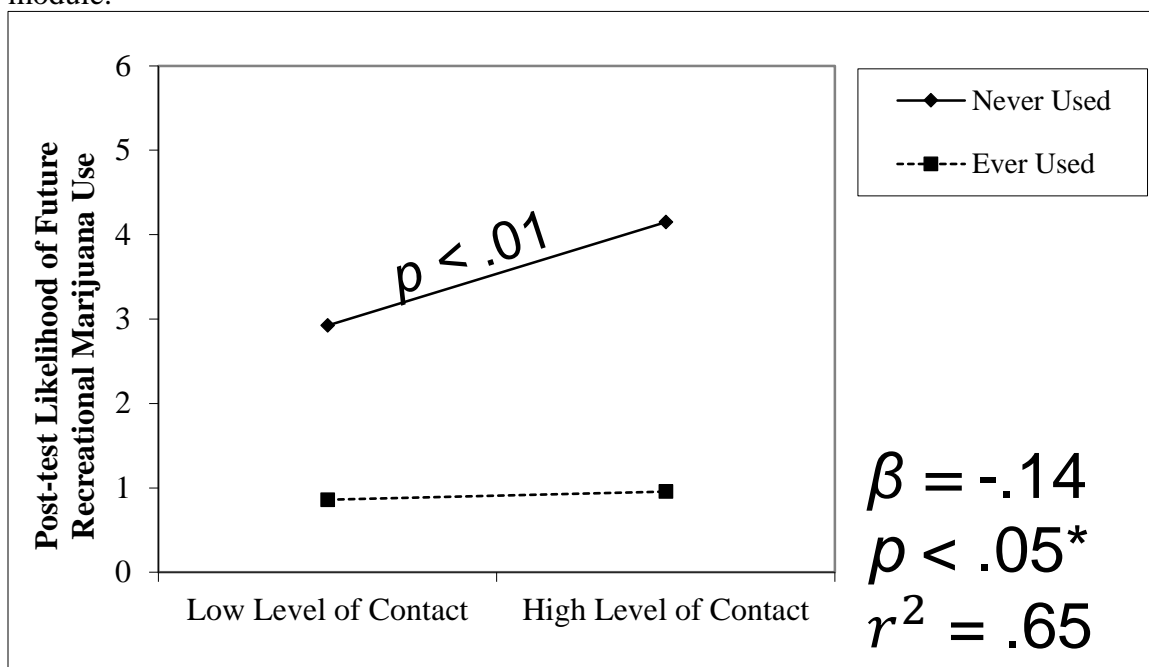 module.
6
5
4
3
2
1
0
Post-test Likelihood of Future
Recreational Marijuana Use
p < .01
Low Level of Contact
High Level of Contact
Never Used
Ever Used
β = -.14
p < .05*
r² = .65